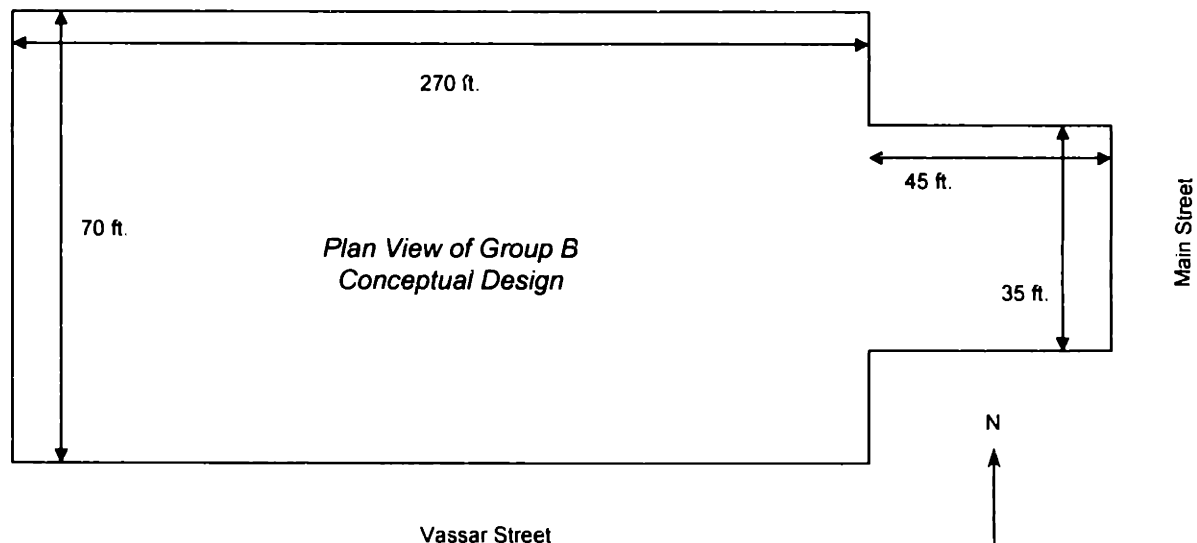 270 ft.
45 ft.
70 ft.
Plan View of Group B
Conceptual Design
35 ft.
Main Street
N
Vassar Street